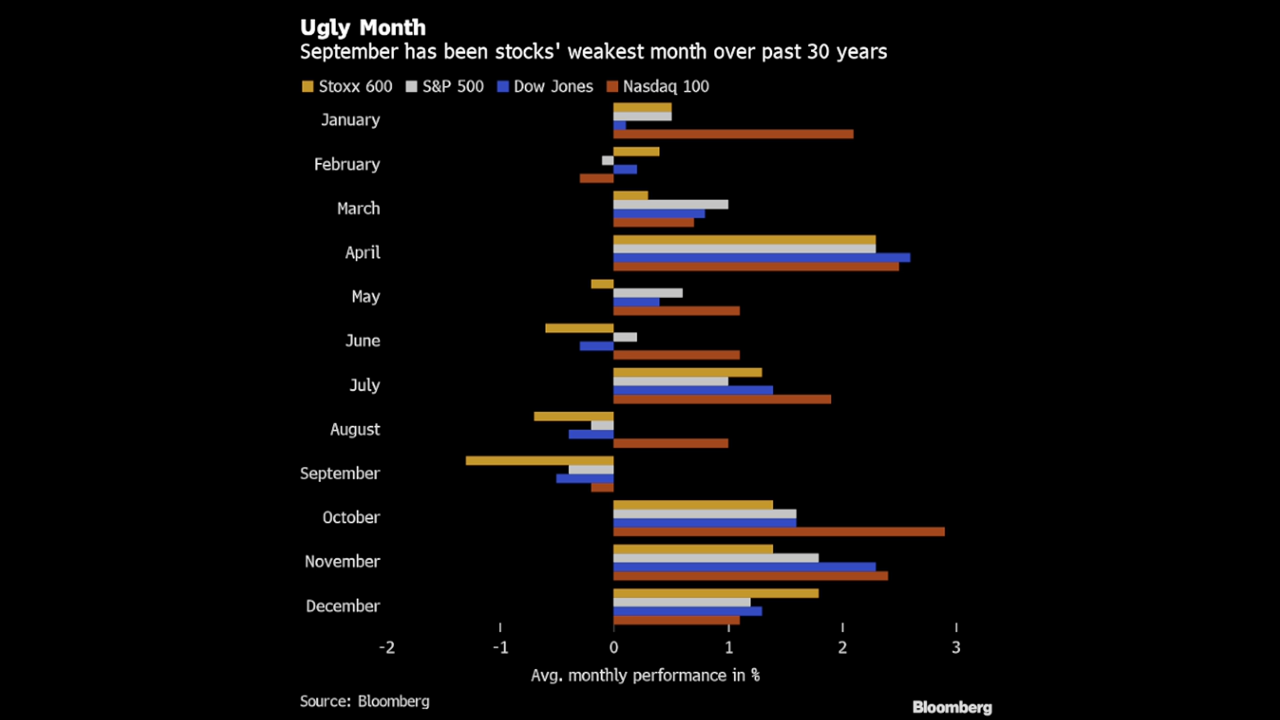 Ugly Month
September has been stocks' weakest month over past 30 years
Stoxx 600 S&P 500 Dow Jones Nasdaq 100
January
February
March
April
May
June
July
August
September
October
November
December
-2 -1 0 1 2 3
Avg. monthly performance in %
Source: Bloomberg
Bloomberg